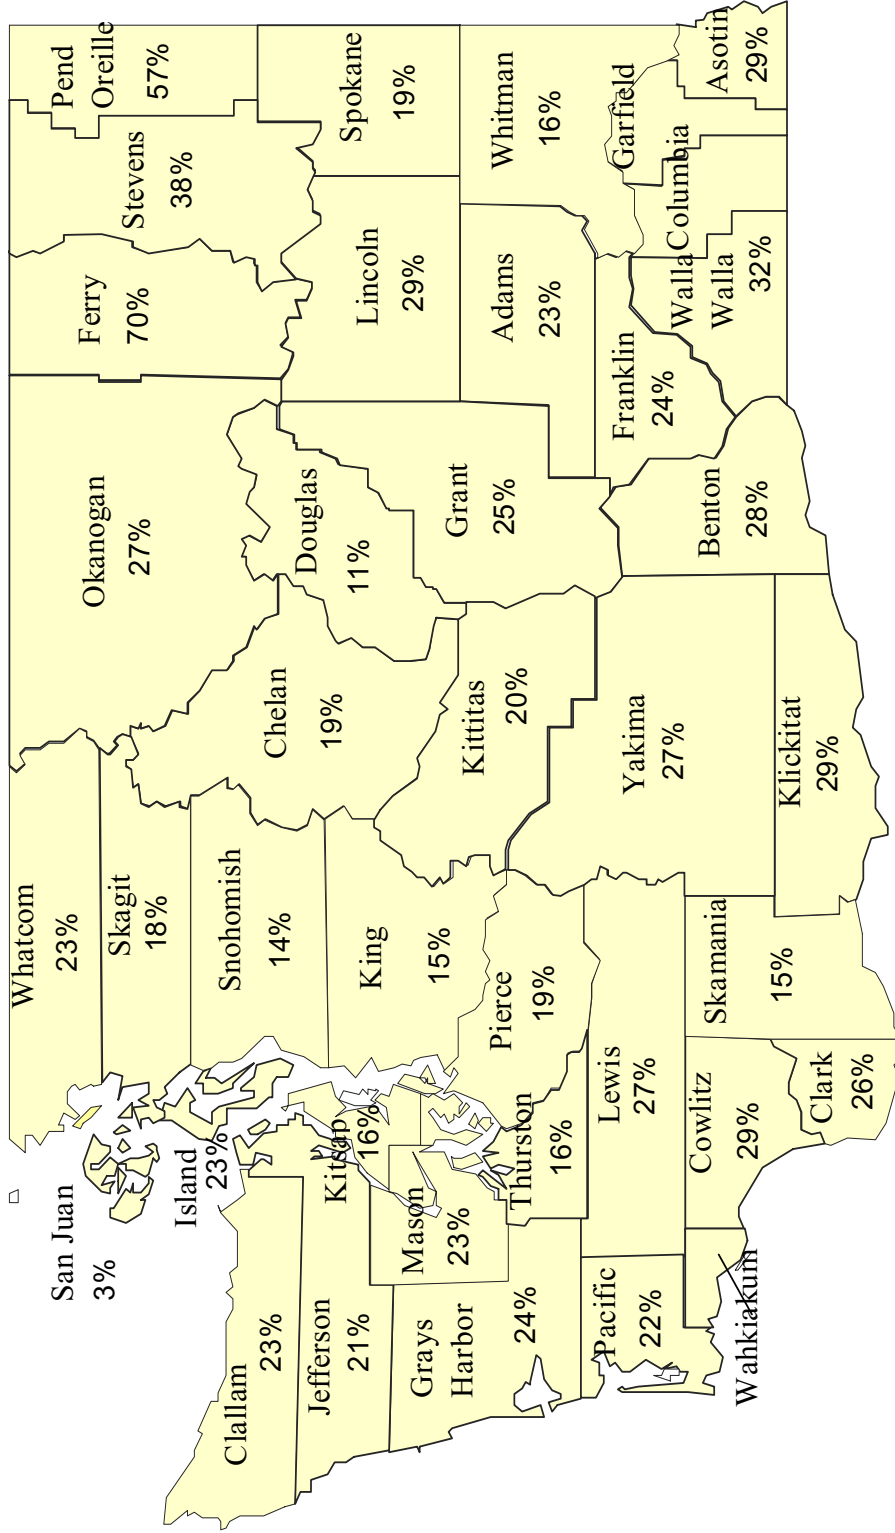 Whatcom
23%
San Juan
3%
Skagit
18%
Island
23%
Snohomish
14%
Clallam
23%
Jefferson
21%
Kitsap
16%
King
15%
Mason
23%
Grays
Harbor
24%
Thurston
16%
Pierce
19%
Pacific
22%
Lewis
27%
Wahkiakum
Cowlitz
29%
Clark
26%
Skamania
15%
Okanogan
27%
Chelan
19%
Douglas
11%
Kittitas
20%
Grant
25%
Yakima
27%
Klickitat
29%
Benton
28%
Ferry
70%
Stevens
38%
Pend
Oreille
57%
Lincoln
29%
Spokane
19%
Adams
23%
Whitman
16%
Franklin
24%
Walla
Walla
32%
Columbia
Garfield
Asotin
29%